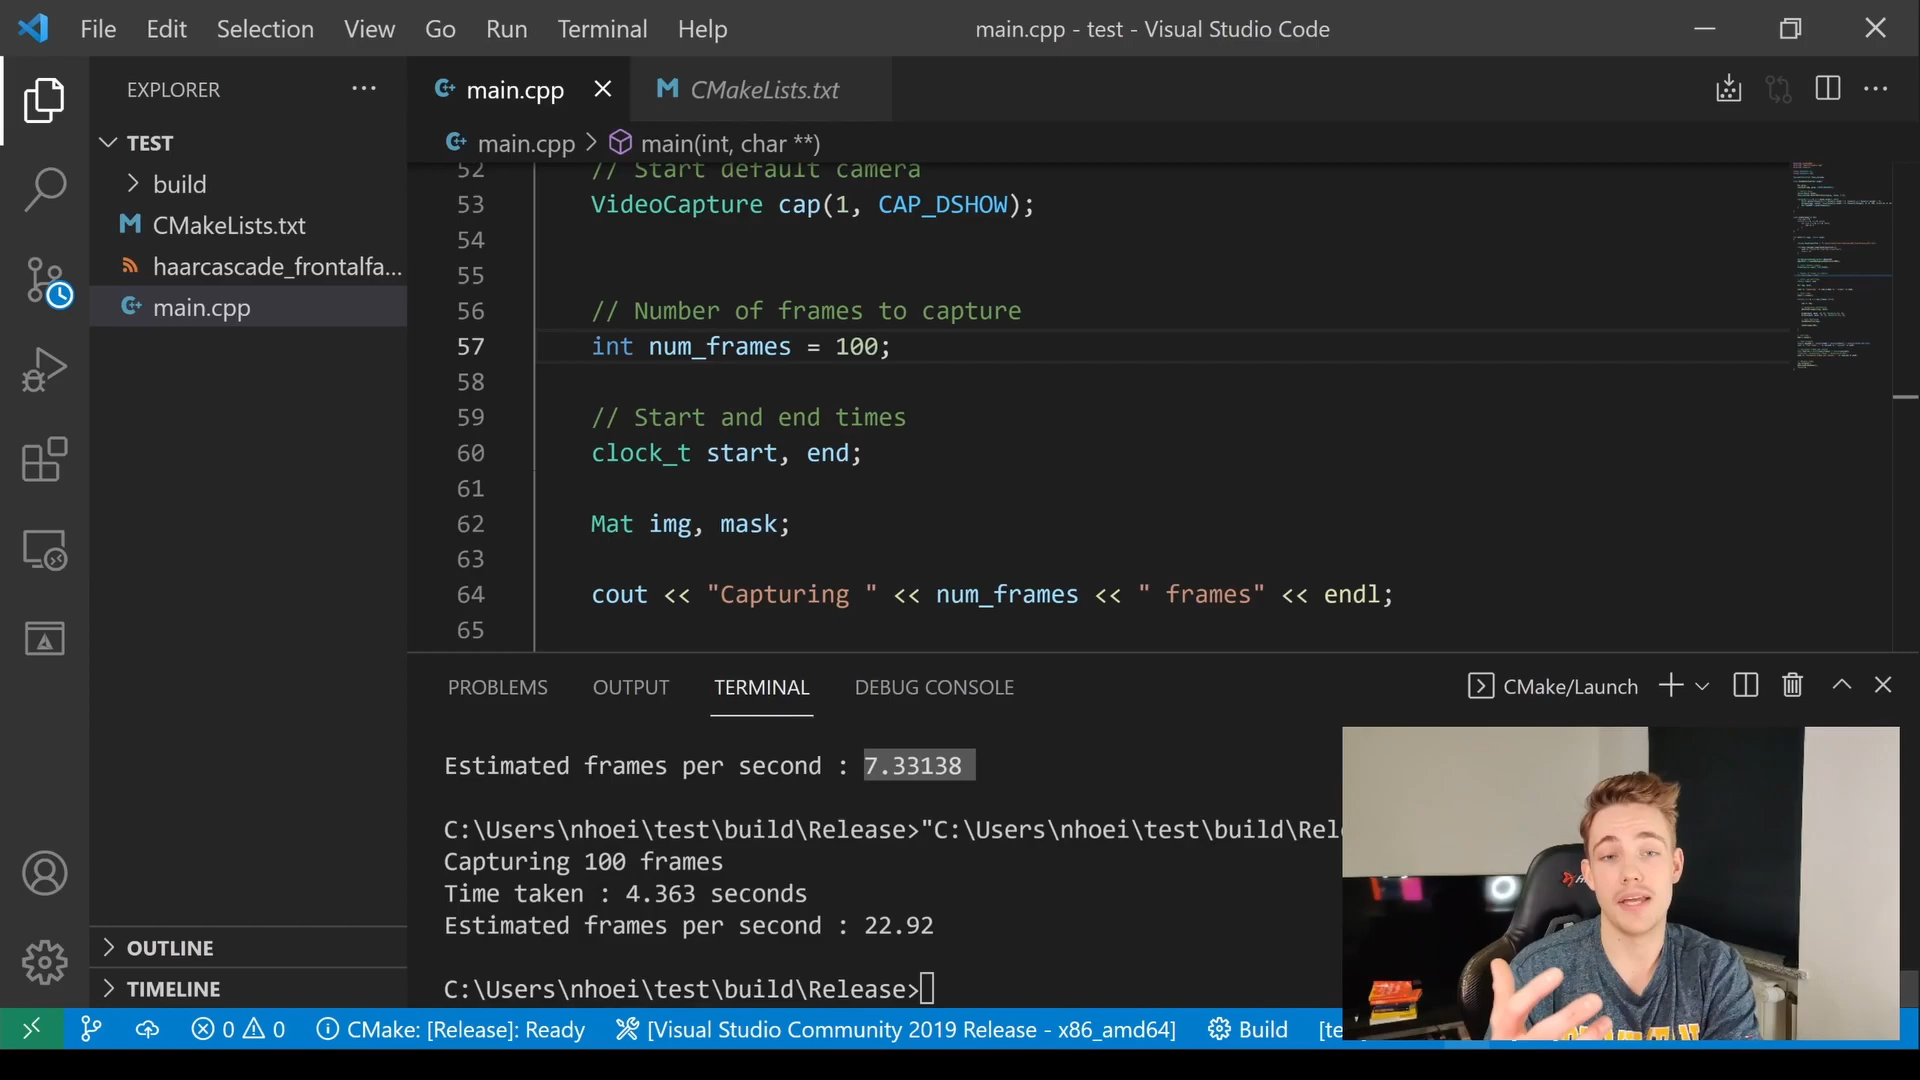 File Edit Selection View Go Run Terminal Help
main.cpp - test - Visual Studio Code
EXPLORER
TEST
build
CMakeLists.txt
haarcascade_frontalfa...
main.cpp
OUTLINE
TIMELINE
main.cpp CMakeLists.txt
main.cpp > main(int, char **)
52 // Start default camera
53 VideoCapture cap(1, CAP_DSHOW);
54
55
56 // Number of frames to capture
57 int num_frames = 100;
58
59 // Start and end times
60 clock_t start, end;
61
62 Mat img, mask;
63
64 cout << "Capturing " << num_frames << " frames" << endl;
65
PROBLEMS OUTPUT TERMINAL DEBUG CONSOLE
CMake/Launch
Estimated frames per second : 7.33138
C:\Users\nhoei\test\build\Release>"C:\Users\nhoei\test\build\Rel
Capturing 100 frames
Time taken : 4.363 seconds
Estimated frames per second : 22.92
C:\Users\nhoei\test\build\Release>
0 0 CMake: [Release]: Ready [Visual Studio Community 2019 Release - x86_amd64] Build [te